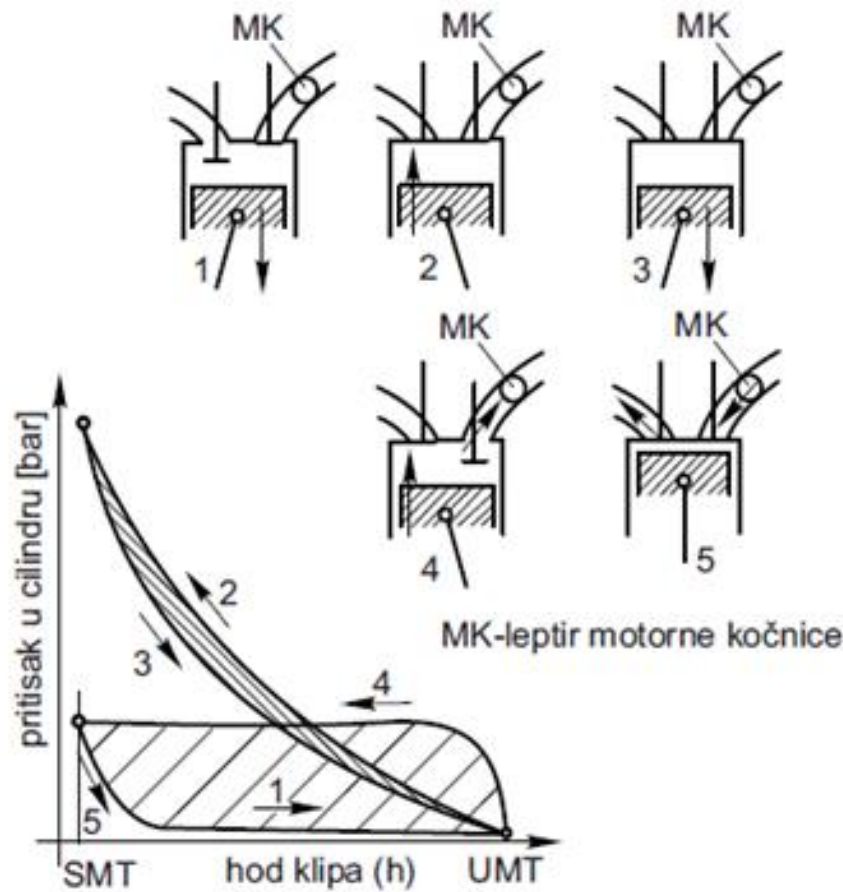 MK
MK
MK
1
2
3
MK
MK
4
5
MK-leptir motorne kočnice
pritisak u cilindru [bar]
2
3
4
1
5
SMT
hod klipa (h)
UMT